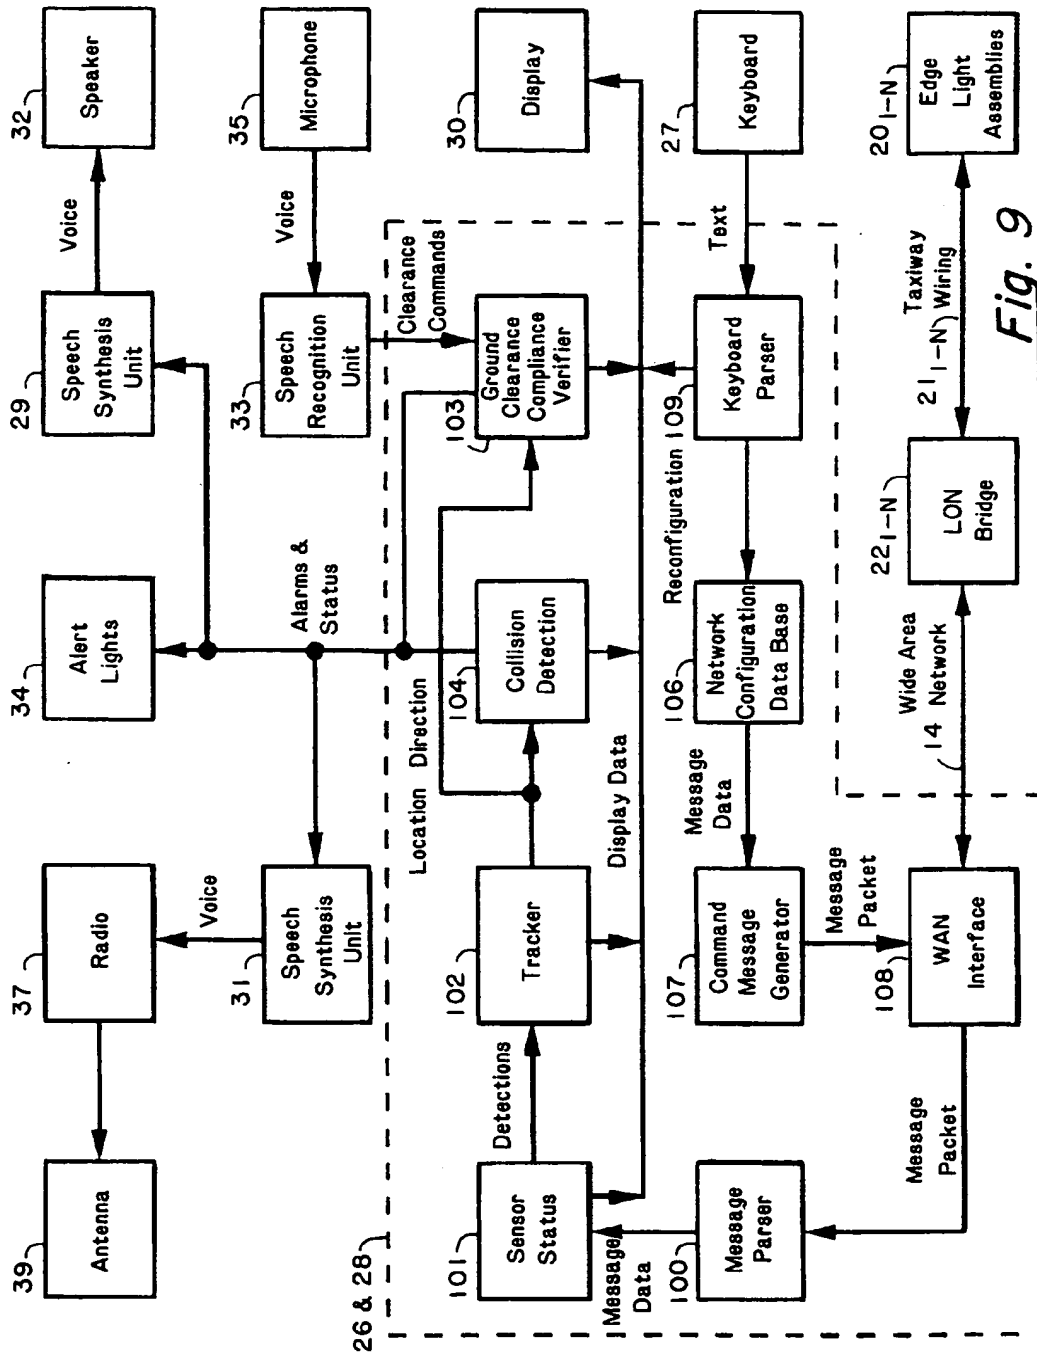 39
Antenna
37
Radio
Voice
31
Speech
Synthesis
Unit
34
Alert
Lights
Alarms &
Status
29
Speech
Synthesis
Unit
Voice
32
Speaker
33
Speech
Recognition
Unit
Voice
35
Microphone
Clearance
Commands
26 & 28
Location Direction
101
Sensor
Status
Detections
102
Tracker
104
Collision
Detection
103
Ground
Clearance
Compliance
Verifier
30
Display
Display Data
Message
Data
100
Message
Parser
107
Command
Message
Generator
Message
Data
106
Network
Configuration
Data Base
Reconfiguration
109
Keyboard
Parser
Text
27
Keyboard
Message
Packet
Message
Packet
108
WAN
Interface
Wide Area
14 Network
22 1-N
LON
Bridge
Taxiway
21 1-N Wiring
20 1-N
Edge
Light
Assemblies
Fig. 9